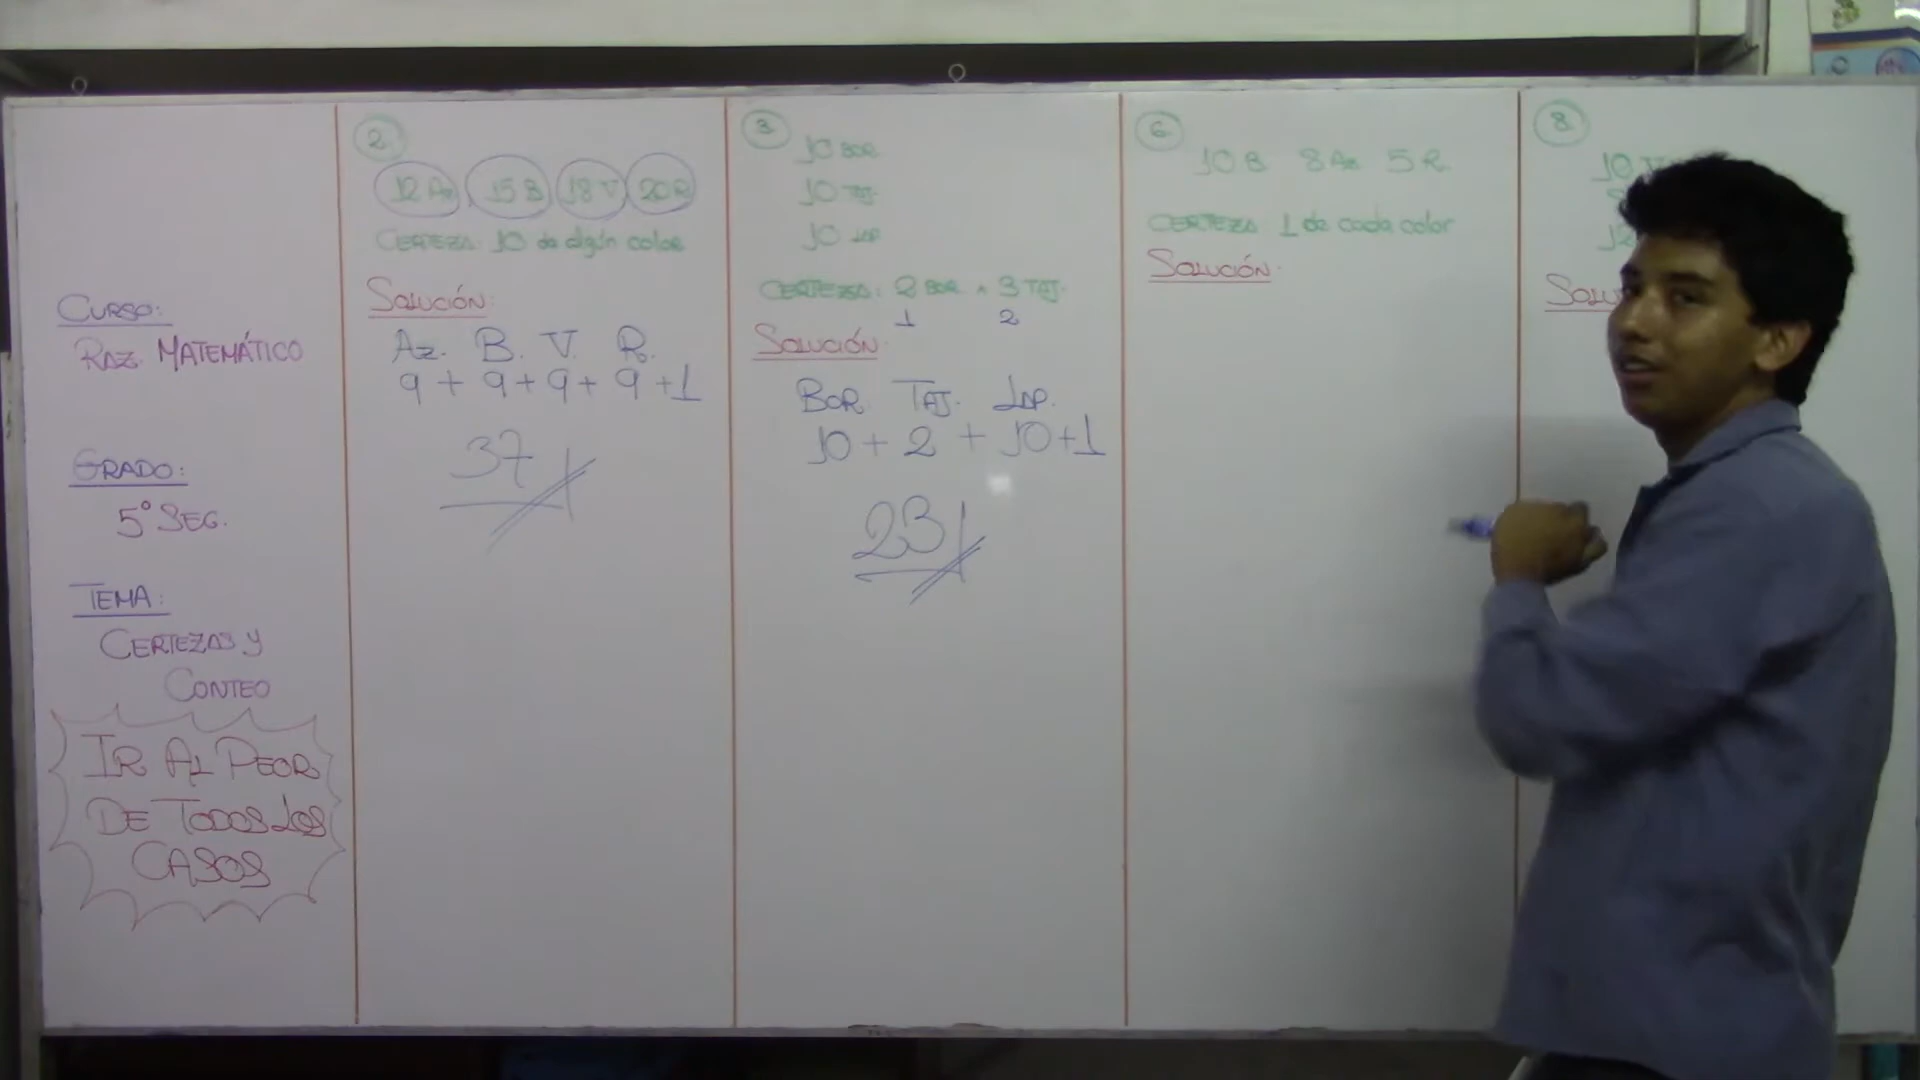 CURSO:
RAZ. MATEMÁTICO
GRADO:
5° SEG.
TEMA:
CERTEZAS Y
CONTEO
IR AL PEOR
DE TODOS LOS
CASOS
2
12 Az 15 B 18 V 20 R
CERTEZA: 10 de algún color
SOLUCIÓN:
Az. B. V. R.
9 + 9 + 9 + 9 + 1
37
3
10 BOR
10 TAJ.
10 LAP
CERTEZA: 2 BOR ∧ 3 TAJ.
1 2
SOLUCIÓN:
BOR. TAJ. LAP.
10 + 2 + 10 + 1
23
6
10 B 8 Az 5 R
CERTEZA 1 de cada color
SOLUCIÓN:
8
10
12
SOLU